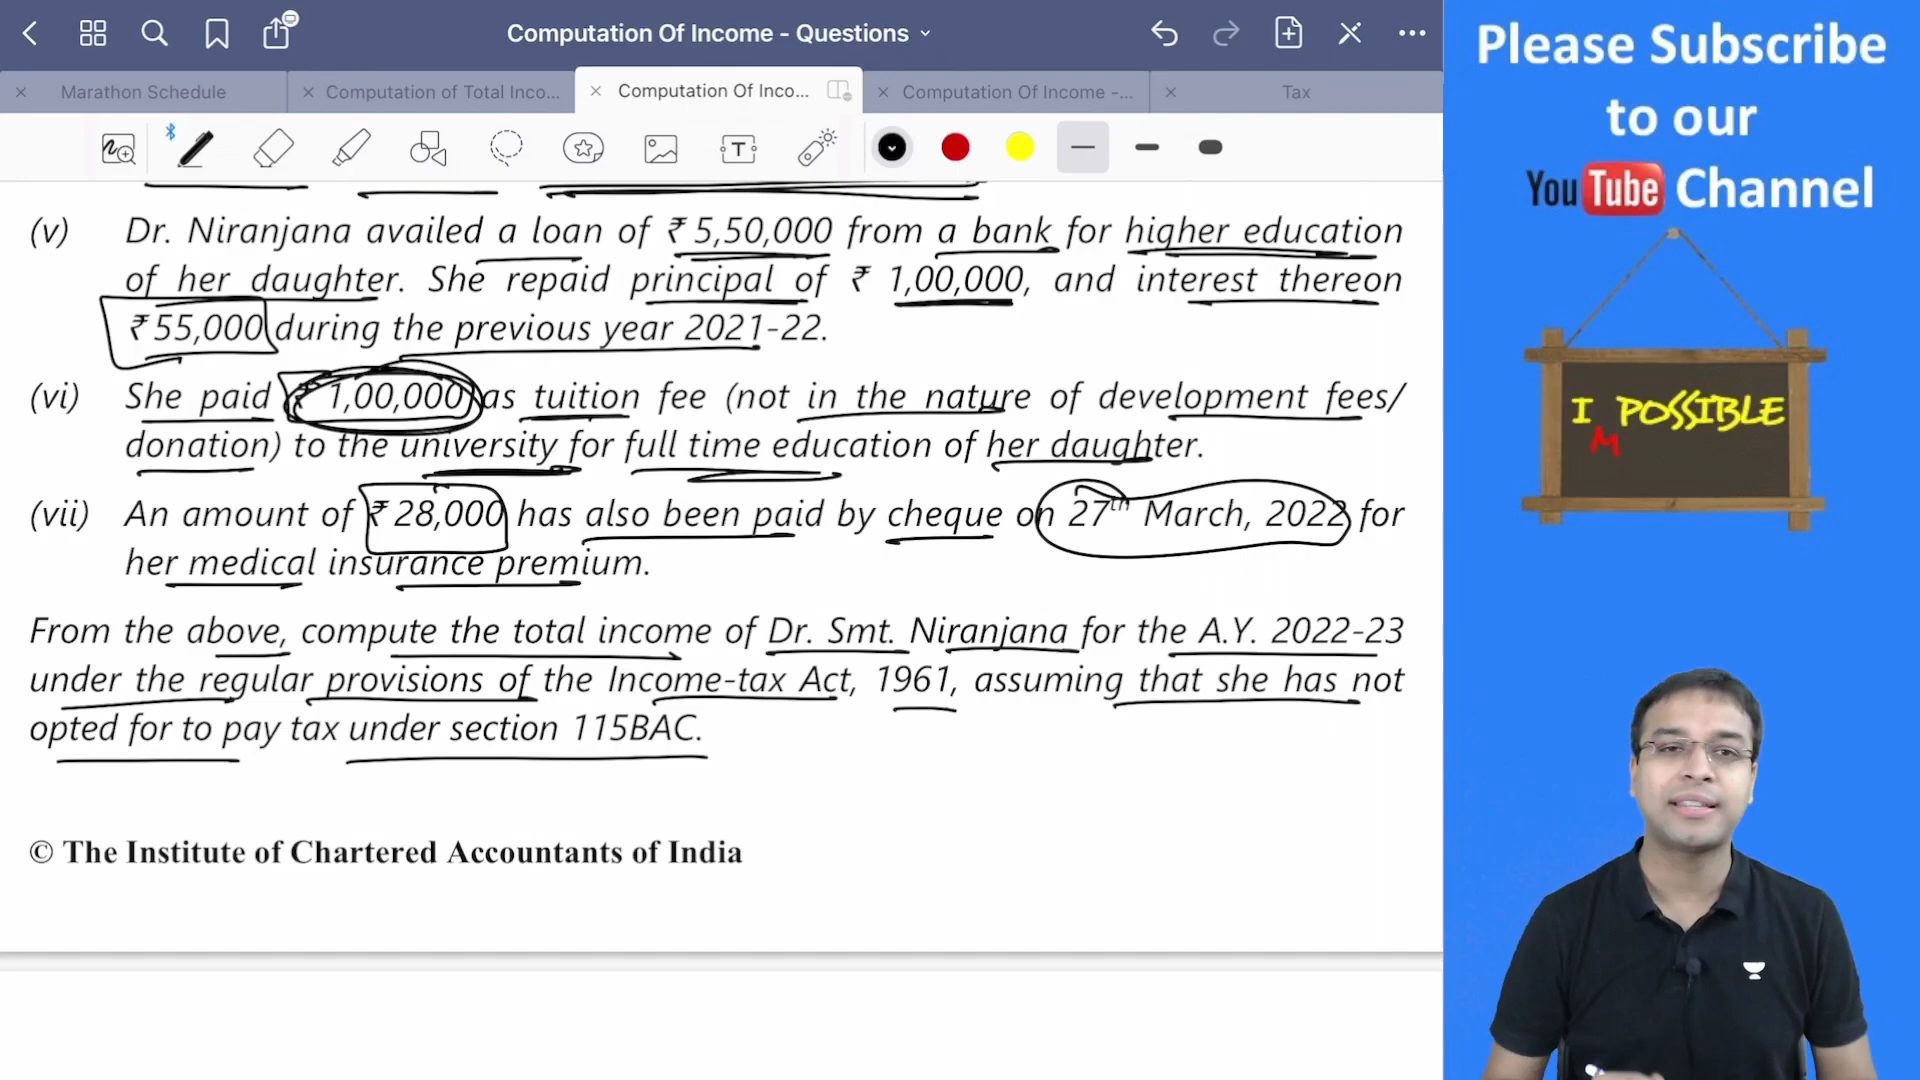 Computation Of Income - Questions
Marathon Schedule
Computation of Total Inco...
Computation Of Inco...
Computation Of Income -...
Tax
T
(v) Dr. Niranjana availed a loan of ₹ 5,50,000 from a bank for higher education
of her daughter. She repaid principal of ₹ 1,00,000, and interest thereon
₹ 55,000 during the previous year 2021-22.
(vi) She paid ₹ 1,00,000 as tuition fee (not in the nature of development fees/
donation) to the university for full time education of her daughter.
(vii) An amount of ₹ 28,000 has also been paid by cheque on 27th March, 2022 for
her medical insurance premium.
From the above, compute the total income of Dr. Smt. Niranjana for the A.Y. 2022-23
under the regular provisions of the Income-tax Act, 1961, assuming that she has not
opted for to pay tax under section 115BAC.
© The Institute of Chartered Accountants of India
Please Subscribe
to our
YouTube Channel
I POSSIBLE
M